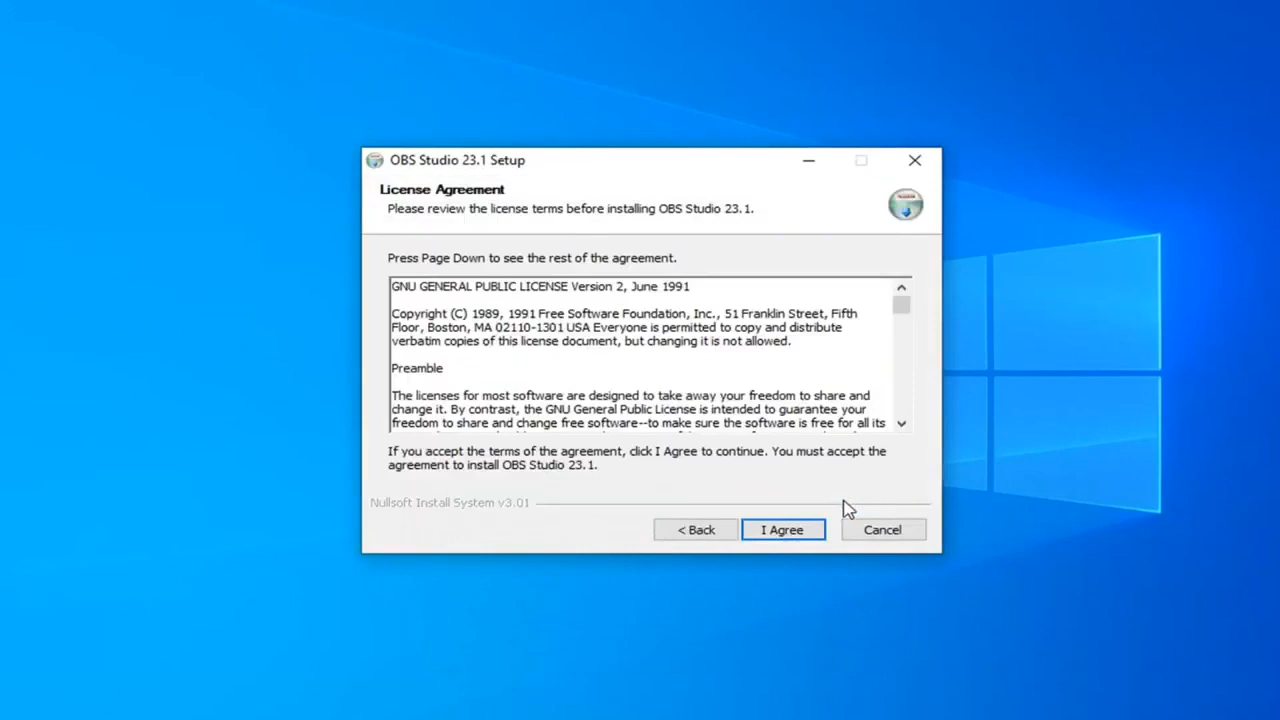 OBS Studio 23.1 Setup
License Agreement
Please review the license terms before installing OBS Studio 23.1.
Press Page Down to see the rest of the agreement.
GNU GENERAL PUBLIC LICENSE Version 2, June 1991
Copyright (C) 1989, 1991 Free Software Foundation, Inc., 51 Franklin Street, Fifth
Floor, Boston, MA 02110-1301 USA Everyone is permitted to copy and distribute
verbatim copies of this license document, but changing it is not allowed.
Preamble
The licenses for most software are designed to take away your freedom to share and
change it. By contrast, the GNU General Public License is intended to guarantee your
freedom to share and change free software--to make sure the software is free for all its
If you accept the terms of the agreement, click I Agree to continue. You must accept the
agreement to install OBS Studio 23.1.
Nullsoft Install System v3.01
< Back
I Agree
Cancel